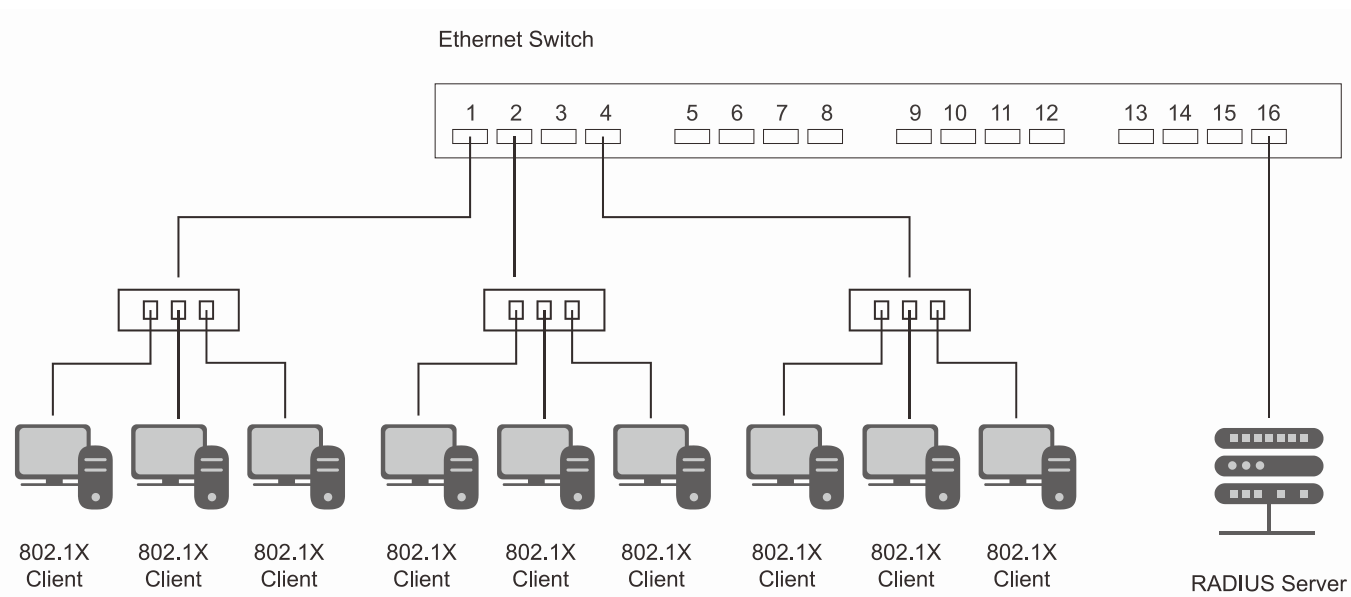 Ethernet Switch
1 2 3 4 5 6 7 8 9 10 11 12 13 14 15 16
802.1X 802.1X 802.1X 802.1X 802.1X 802.1X 802.1X 802.1X 802.1X
Client Client Client Client Client Client Client Client Client
RADIUS Server